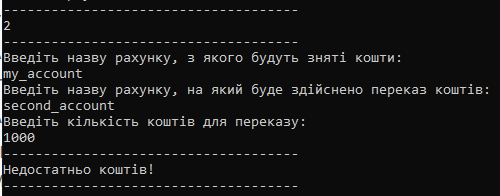 -------------------------------------
2
-------------------------------------
Введіть назву рахунку, з якого будуть зняті кошти:
my_account
Введіть назву рахунку, на який буде здійснено переказ коштів:
second_account
Введіть кількість коштів для переказу:
1000
-------------------------------------
Недостатньо коштів!
-------------------------------------